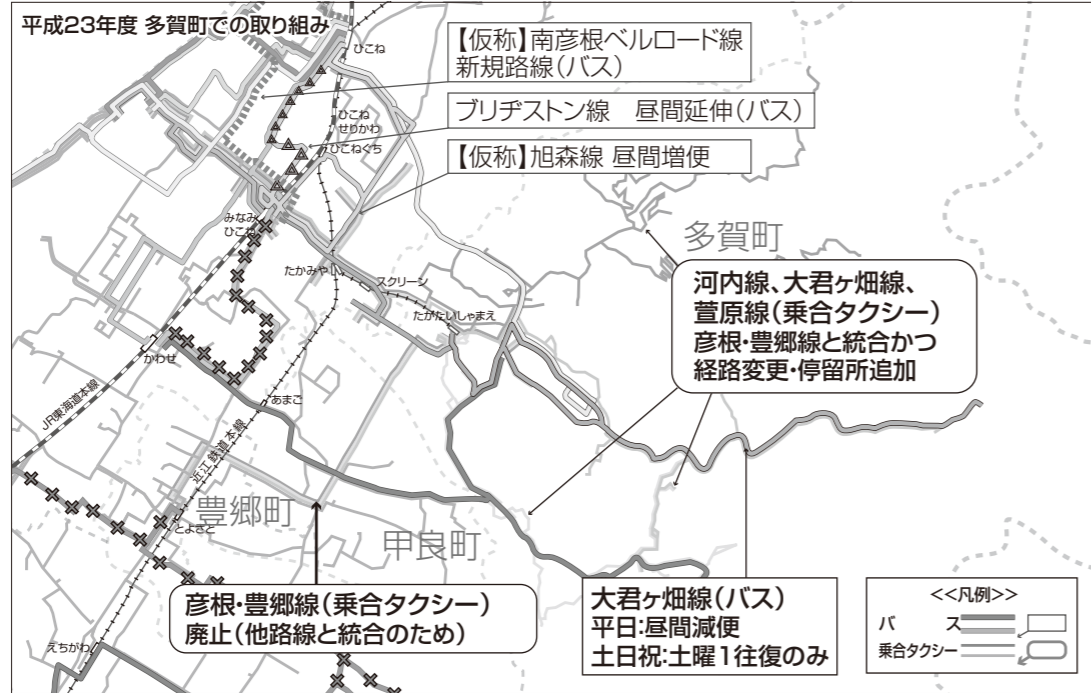 平成23年度 多賀町での取り組み
【仮称】南彦根ベルロード線
新規路線(バス)
ブリヂストン線 昼間延伸(バス)
【仮称】旭森線 昼間増便
ひこね
ひこね
せりかわ
ひこねぐち
みなみ
ひこね
たかみや
スクリーン
たがたいしゃまえ
かわせ
あまご
JR東海道本線
近江鉄道本線
とよさと
えちがわ
多賀町
豊郷町
甲良町
河内線、大君ヶ畑線、
萱原線(乗合タクシー)
彦根・豊郷線と統合かつ
経路変更・停留所追加
彦根・豊郷線(乗合タクシー)
廃止(他路線と統合のため)
大君ヶ畑線(バス)
平日:昼間減便
土日祝:土曜1往復のみ
<<凡例>>
バス
乗合タクシー